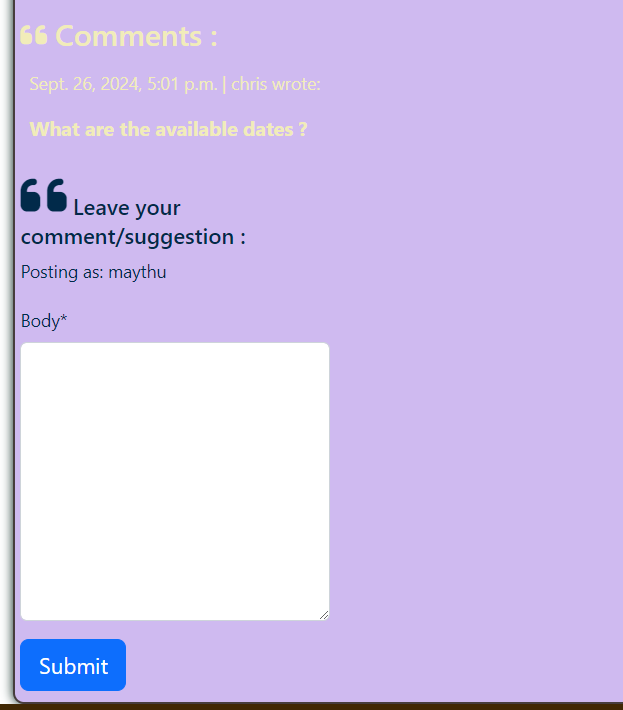 Comments :
Sept. 26, 2024, 5:01 p.m. | chris wrote:
What are the available dates ?
Leave your
comment/suggestion :
Posting as: maythu
Body*
Submit